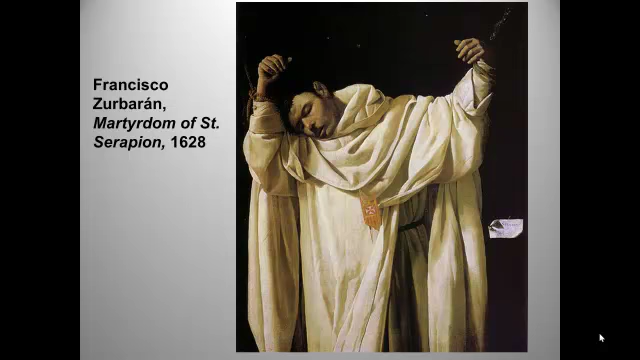 Francisco
Zurbarán,
Martyrdom of St.
Serapion, 1628